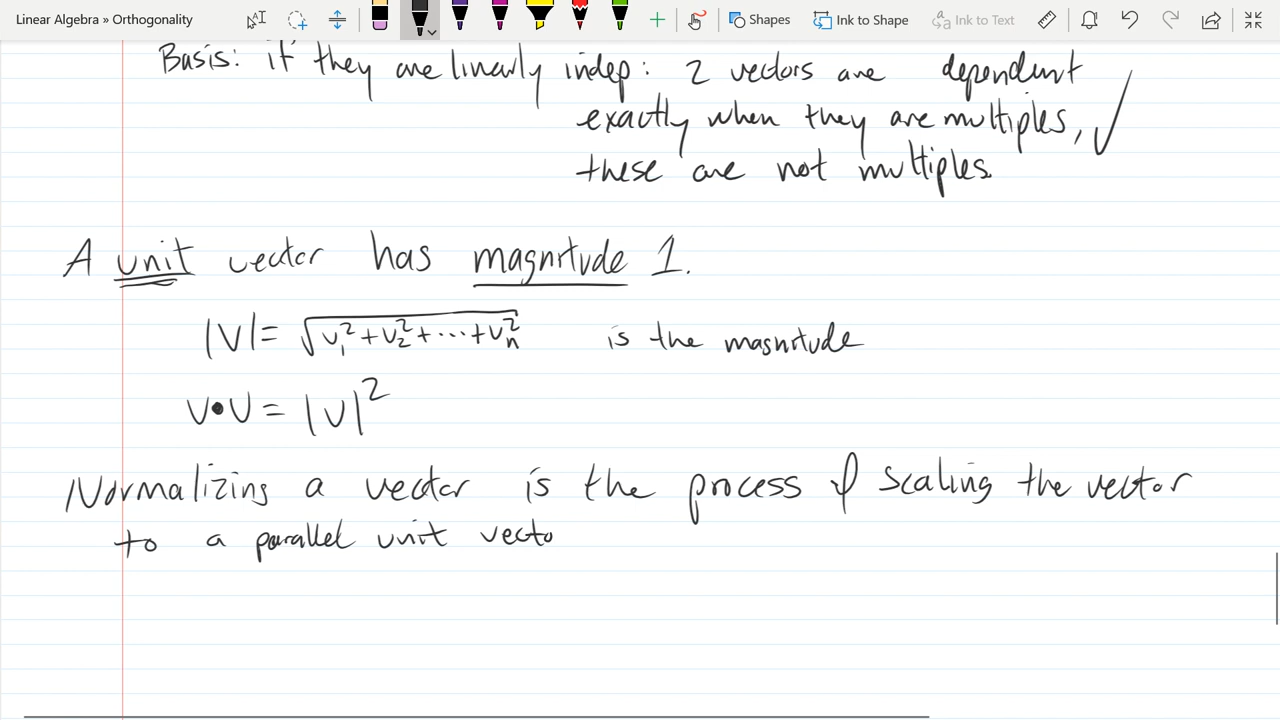 Linear Algebra » Orthogonality
Shapes
Ink to Shape
Ink to Text
Basis: if they are linearly indep: 2 vectors are dependent
exactly when they are multiples, ✓
these are not multiples.
A unit vector has magnitude 1.
|V| = √(v₁² + v₂² + ⋯ + vₙ²) is the magnitude
V•V = |V|²
Normalizing a vector is the process of scaling the vector
to a parallel unit vecto